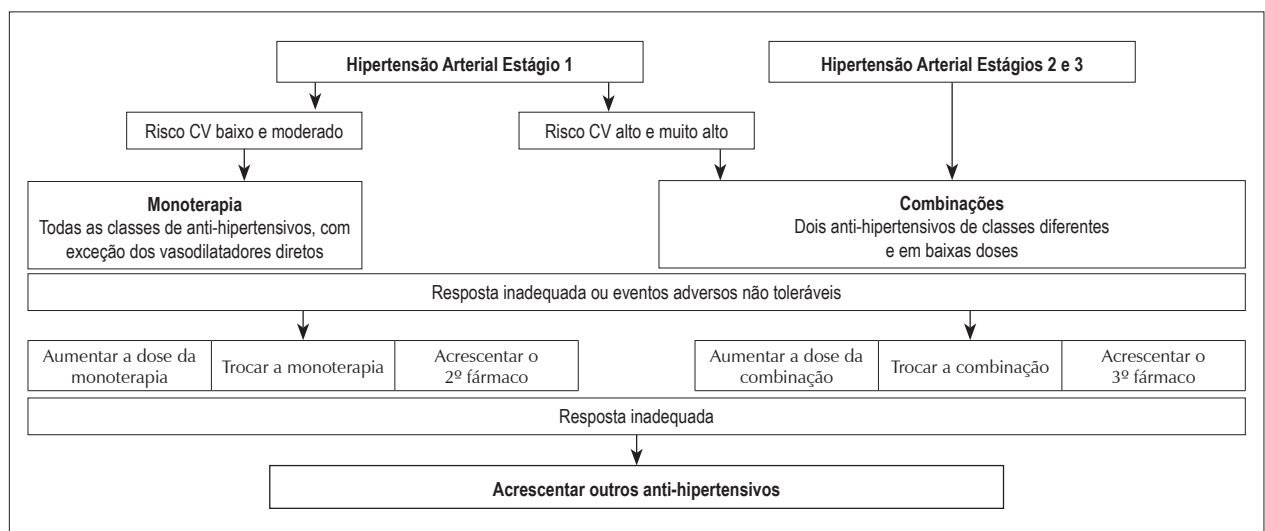 Hipertensão Arterial Estágio 1
Hipertensão Arterial Estágios 2 e 3
Risco CV baixo e moderado
Risco CV alto e muito alto
Monoterapia
Todas as classes de anti-hipertensivos, com
exceção dos vasodilatadores diretos
Combinações
Dois anti-hipertensivos de classes diferentes
e em baixas doses
Resposta inadequada ou eventos adversos não toleráveis
Aumentar a dose da
monoterapia
Trocar a monoterapia
Acrescentar o
2º fármaco
Aumentar a dose da
combinação
Trocar a combinação
Acrescentar o
3º fármaco
Resposta inadequada
Acrescentar outros anti-hipertensivos